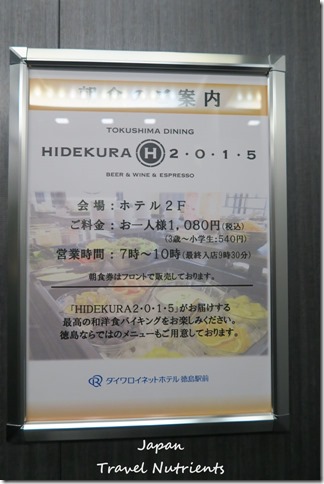 朝食のご案内
TOKUSHIMA DINING
HIDEKURA H 2・0・1・5
BEER & WINE & ESPRESSO
会場：ホテル２Ｆ
ご料金：お一人様1,080円(税込)
(3歳～小学生:540円)
営業時間：７時～１０時(最終入店9時30分)
朝食券はフロントで販売しております。
「HIDEKURA2・0・1・5」がお届けする
最高の和洋食バイキングをお楽しみください。
徳島ならではのメニューもご用意しております。
ダイワロイネットホテル 徳島駅前
Japan
Travel Nutrients